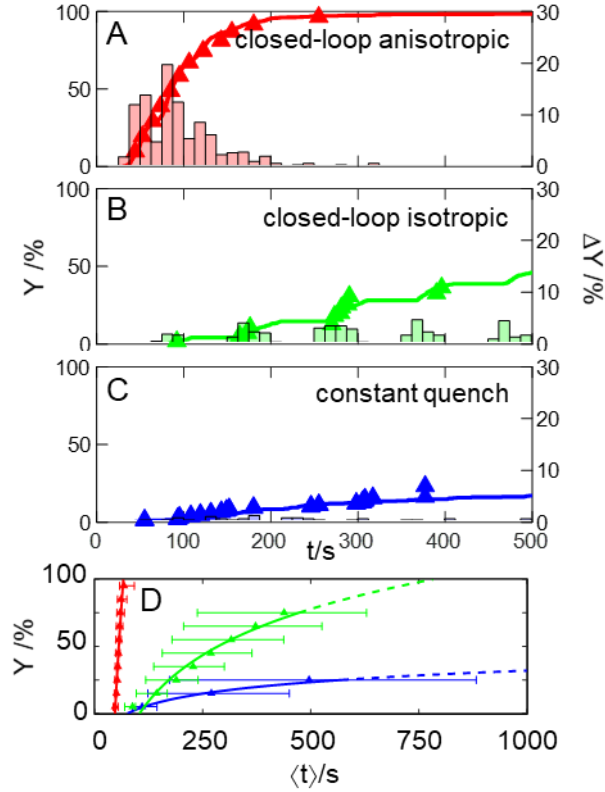 A
closed-loop anisotropic
100
50
0
30
20
10
0
B
closed-loop isotropic
Y /%
ΔY /%
100
50
0
30
20
10
0
C
constant quench
100
50
0
30
20
10
0
0 100 200 300 400 500
t/s
D
Y /%
100
50
0
0 250 500 750 1000
⟨t⟩/s